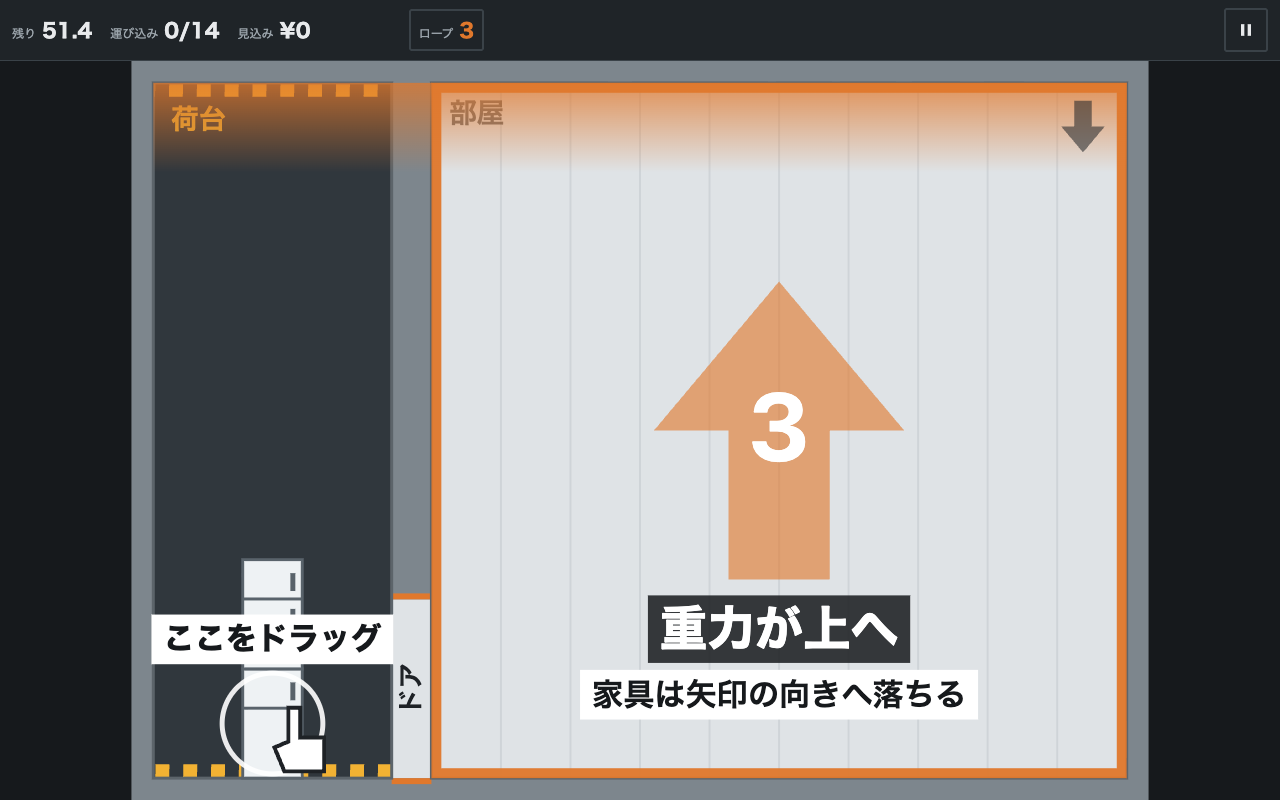 残り 51.4 運び込み 0/14 見込み ¥0 ロープ 3
荷台
部屋
3
重力が上へ
家具は矢印の向きへ落ちる
ここをドラッグ
ドア